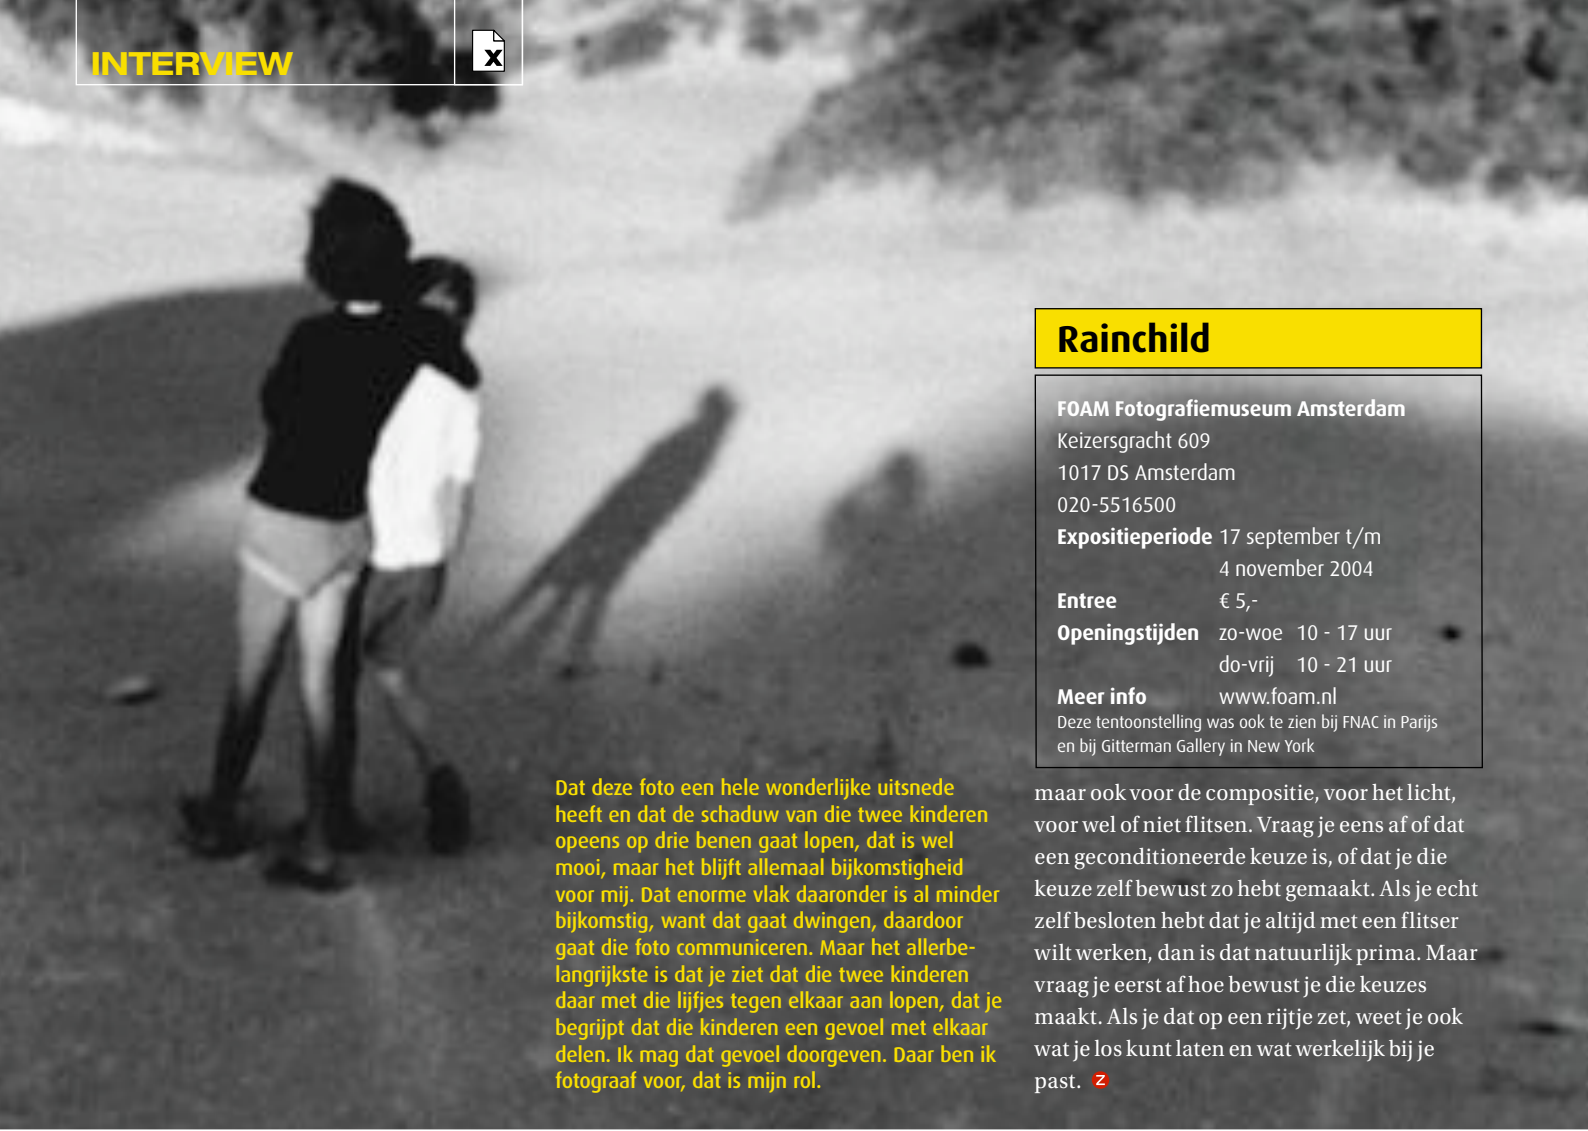 INTERVIEW
X
Rainchild
FOAM Fotografiemuseum Amsterdam
Keizersgracht 609
1017 DS Amsterdam
020-5516500
Expositieperiode 17 september t/m
4 november 2004
Entree € 5,-
Openingstijden zo-woe 10 - 17 uur
do-vrij 10 - 21 uur
Meer info www.foam.nl
Deze tentoonstelling was ook te zien bij FNAC in Parijs
en bij Gitterman Gallery in New York
Dat deze foto een hele wonderlijke uitsnede
heeft en dat de schaduw van die twee kinderen
opeens op drie benen gaat lopen, dat is wel
mooi, maar het blijft allemaal bijkomstigheid
voor mij. Dat enorme vlak daaronder is al minder
bijkomstig, want dat gaat dwingen, daardoor
gaat die foto communiceren. Maar het allerbe-
langrijkste is dat je ziet dat die twee kinderen
daar met die lijfjes tegen elkaar aan lopen, dat je
begrijpt dat die kinderen een gevoel met elkaar
delen. Ik mag dat gevoel doorgeven. Daar ben ik
fotograaf voor, dat is mijn rol.
maar ook voor de compositie, voor het licht,
voor wel of niet flitsen. Vraag je eens af of dat
een geconditioneerde keuze is, of dat je die
keuze zelf bewust zo hebt gemaakt. Als je echt
zelf besloten hebt dat je altijd met een flitser
wilt werken, dan is dat natuurlijk prima. Maar
vraag je eerst af hoe bewust je die keuzes
maakt. Als je dat op een rijtje zet, weet je ook
wat je los kunt laten en wat werkelijk bij je
past. Z